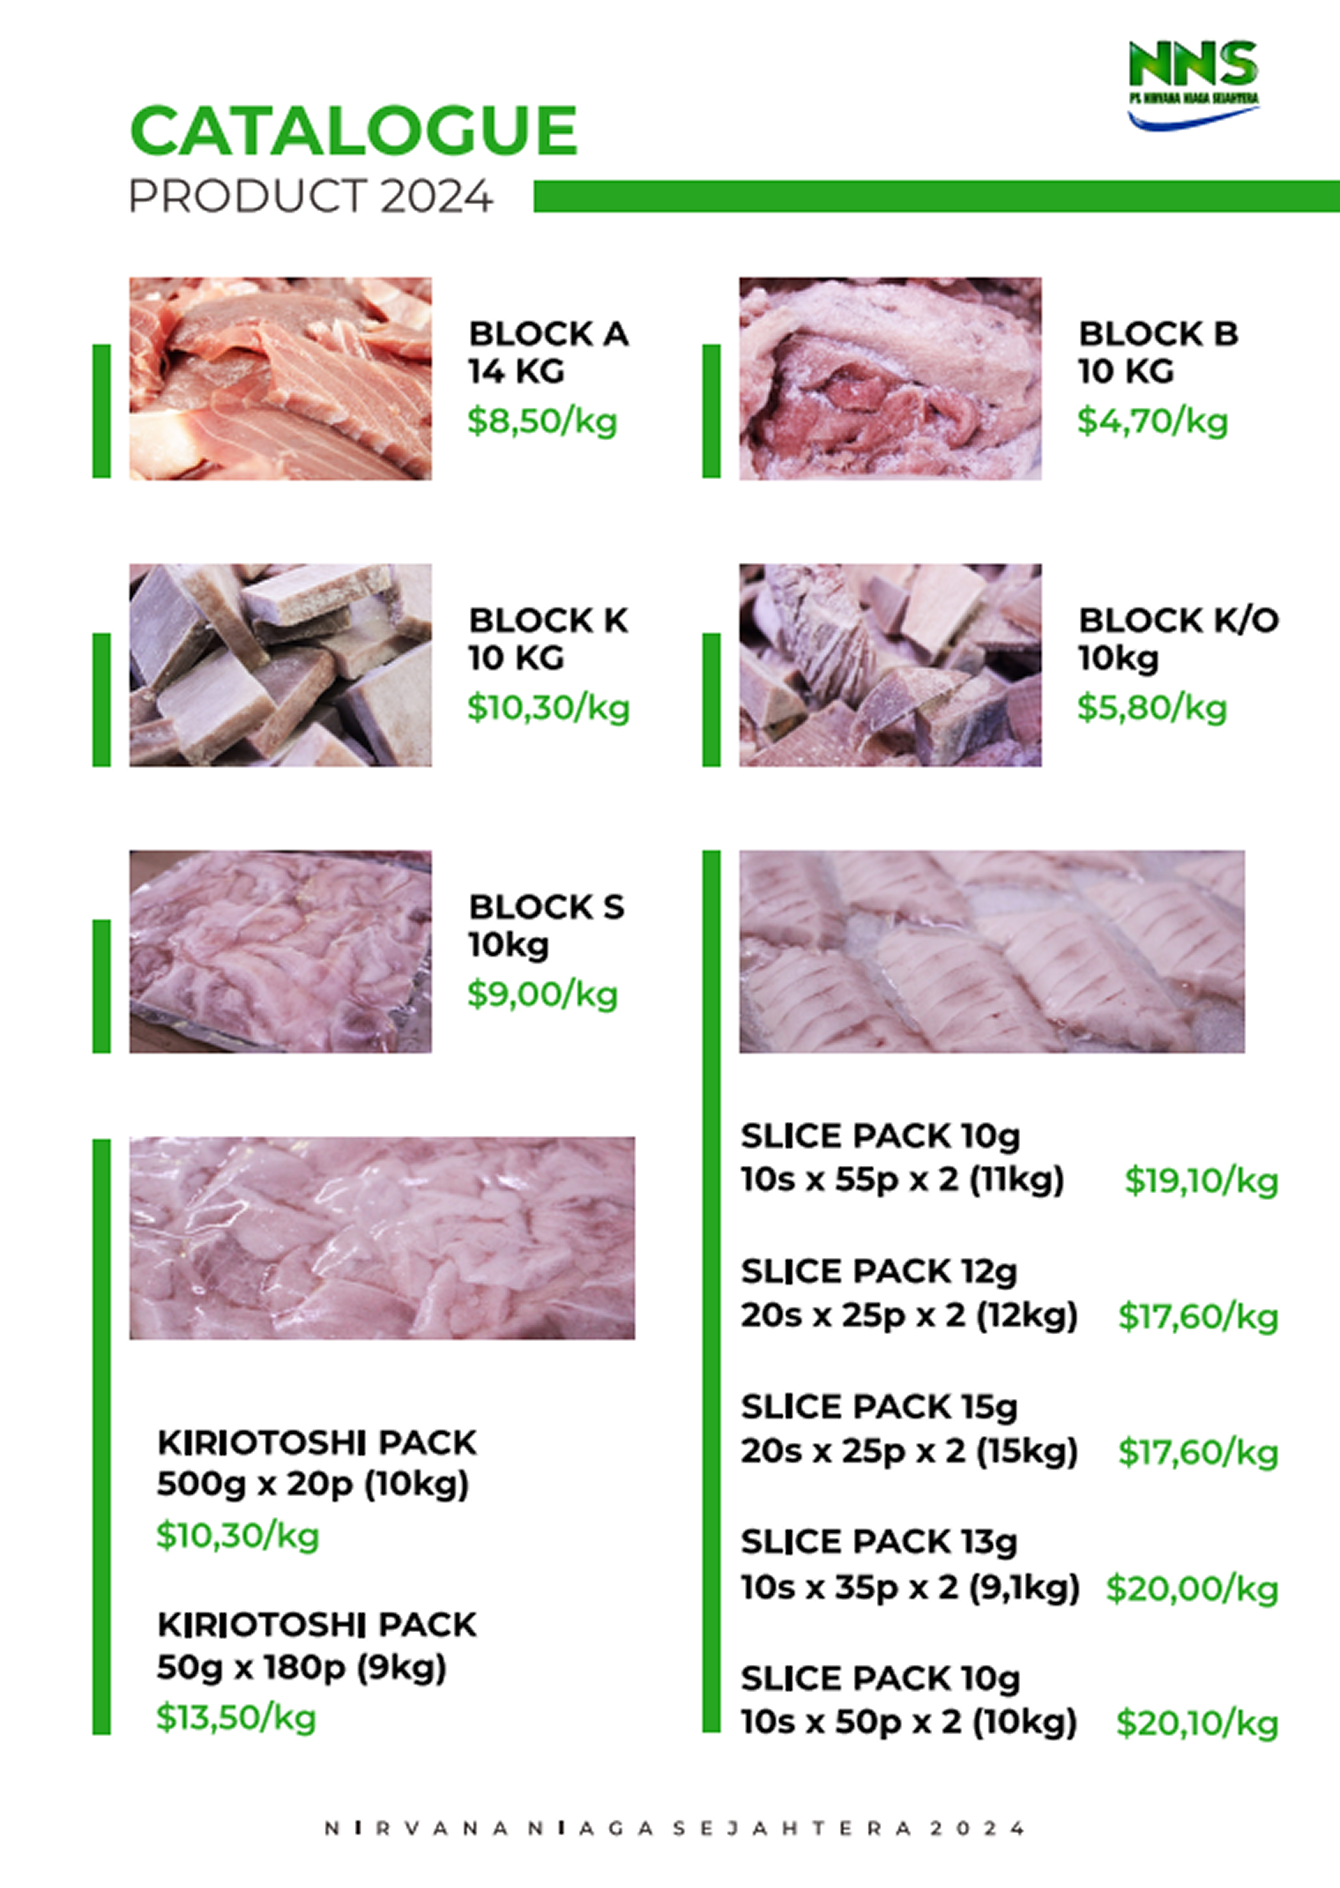 NNS
PT. NIRVANA NIAGA SEJAHTERA
CATALOGUE
PRODUCT 2024
BLOCK A
14 KG
$8,50/kg
BLOCK B
10 KG
$4,70/kg
BLOCK K
10 KG
$10,30/kg
BLOCK K/O
10kg
$5,80/kg
BLOCK S
10kg
$9,00/kg
KIRIOTOSHI PACK
500g x 20p (10kg)
$10,30/kg
KIRIOTOSHI PACK
50g x 180p (9kg)
$13,50/kg
SLICE PACK 10g
10s x 55p x 2 (11kg) $19,10/kg
SLICE PACK 12g
20s x 25p x 2 (12kg) $17,60/kg
SLICE PACK 15g
20s x 25p x 2 (15kg) $17,60/kg
SLICE PACK 13g
10s x 35p x 2 (9,1kg) $20,00/kg
SLICE PACK 10g
10s x 50p x 2 (10kg) $20,10/kg
NIRVANA NIAGA SEJAHTERA 2024